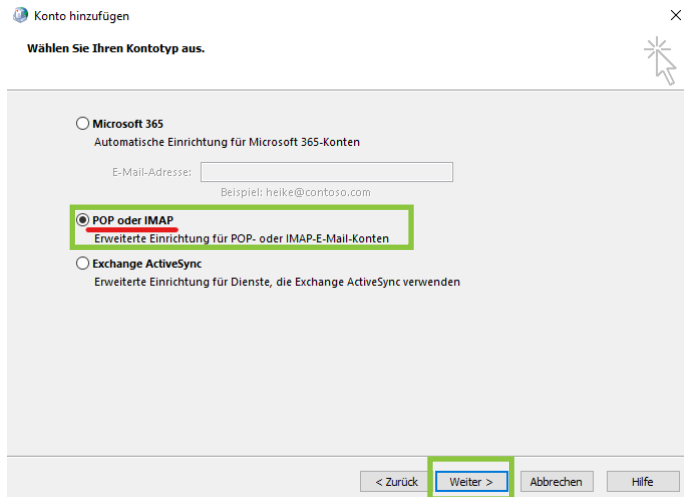 Konto hinzufügen
Wählen Sie Ihren Kontotyp aus.
Microsoft 365
Automatische Einrichtung für Microsoft 365-Konten
E-Mail-Adresse:
Beispiel: heike@contoso.com
POP oder IMAP
Erweiterte Einrichtung für POP- oder IMAP-E-Mail-Konten
Exchange ActiveSync
Erweiterte Einrichtung für Dienste, die Exchange ActiveSync verwenden
< Zurück Weiter > Abbrechen Hilfe